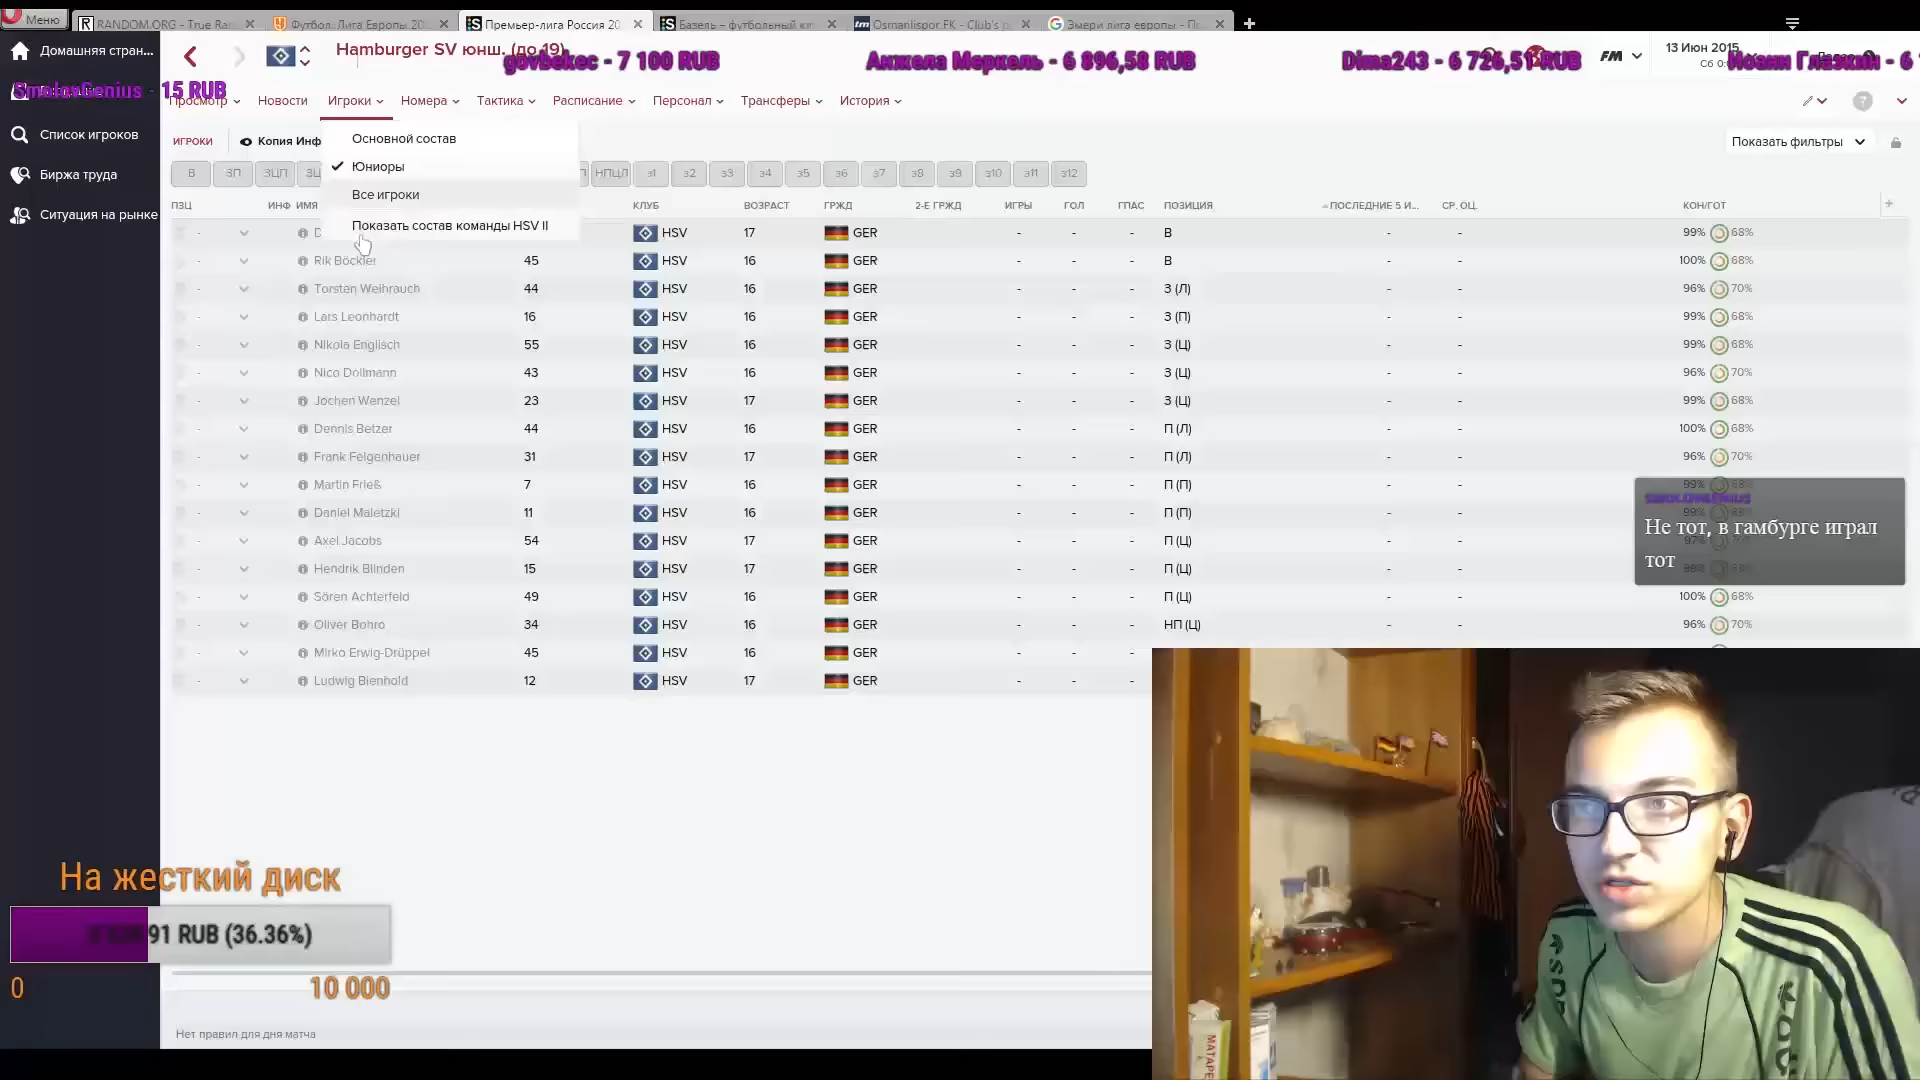 Меню
RANDOM.ORG - True Ra
Футбол. Лига Европы 20
Премьер-лига Россия 20
Базель – футбольный к
Osmanlispor FK - Club's p
Эмери лига европы - П
Домашняя стран...
Hamburger SV юнш. (до 19)
FM
13 Июн 2015
govbekec - 7 100 RUB
Анжела Меркель - 6 896,58 RUB
Dima243 - 6 726,51 RUB
Йоанн Глазкин - 6
SmolovGenius - 15 RUB
Просмотр
Новости
Игроки
Номера
Тактика
Расписание
Персонал
Трансферы
История
Список игроков
Биржа труда
Ситуация на рынке
ИГРОКИ
Копия Инф
Показать фильтры
Основной состав
Юниоры
Все игроки
Показать состав команды HSV II
В ЗП ЗЦП НПЦЛ з1 з2 з3 з4 з5 з6 з7 з8 з9 з10 з11 з12
ПЗЦ ИНФ ИМЯ КЛУБ ВОЗРАСТ ГРЖД 2-Е ГРЖД ИГРЫ ГОЛ ГПАС ПОЗИЦИЯ ПОСЛЕДНИЕ 5 И... СР. ОЦ. КОН/ГОТ
- D HSV 17 GER - - - В - - 99% 68%
- Rik Böckler 45 HSV 16 GER - - - В - - 100% 68%
- Torsten Weihrauch 44 HSV 16 GER - - - З (Л) - - 96% 70%
- Lars Leonhardt 16 HSV 16 GER - - - З (П) - - 99% 68%
- Nikola Englisch 55 HSV 16 GER - - - З (Ц) - - 99% 68%
- Nico Dollmann 43 HSV 16 GER - - - З (Ц) - - 96% 70%
- Jochen Wenzel 23 HSV 17 GER - - - З (Ц) - - 99% 68%
- Dennis Betzer 44 HSV 16 GER - - - П (Л) - - 100% 68%
- Frank Felgenhauer 31 HSV 17 GER - - - П (Л) - - 96% 70%
- Martin Frieß 7 HSV 16 GER - - - П (П) - - 99% 68%
- Daniel Maletzki 11 HSV 16 GER - - - П (П) - -
- Axel Jacobs 54 HSV 17 GER - - - П (Ц) - - 97%
- Hendrik Blinden 15 HSV 17 GER - - - П (Ц) - -
- Sören Achterfeld 49 HSV 16 GER - - - П (Ц) - - 100% 68%
- Oliver Bohro 34 HSV 16 GER - - - НП (Ц) - - 96% 70%
- Mirko Erwig-Drüppel 45 HSV 16 GER - - -
- Ludwig Bienhold 12 HSV 17 GER - - -
Не тот, в гамбурге играл
тот
На жесткий диск
91 RUB (36.36%)
0
10 000
Нет правил для дня матча